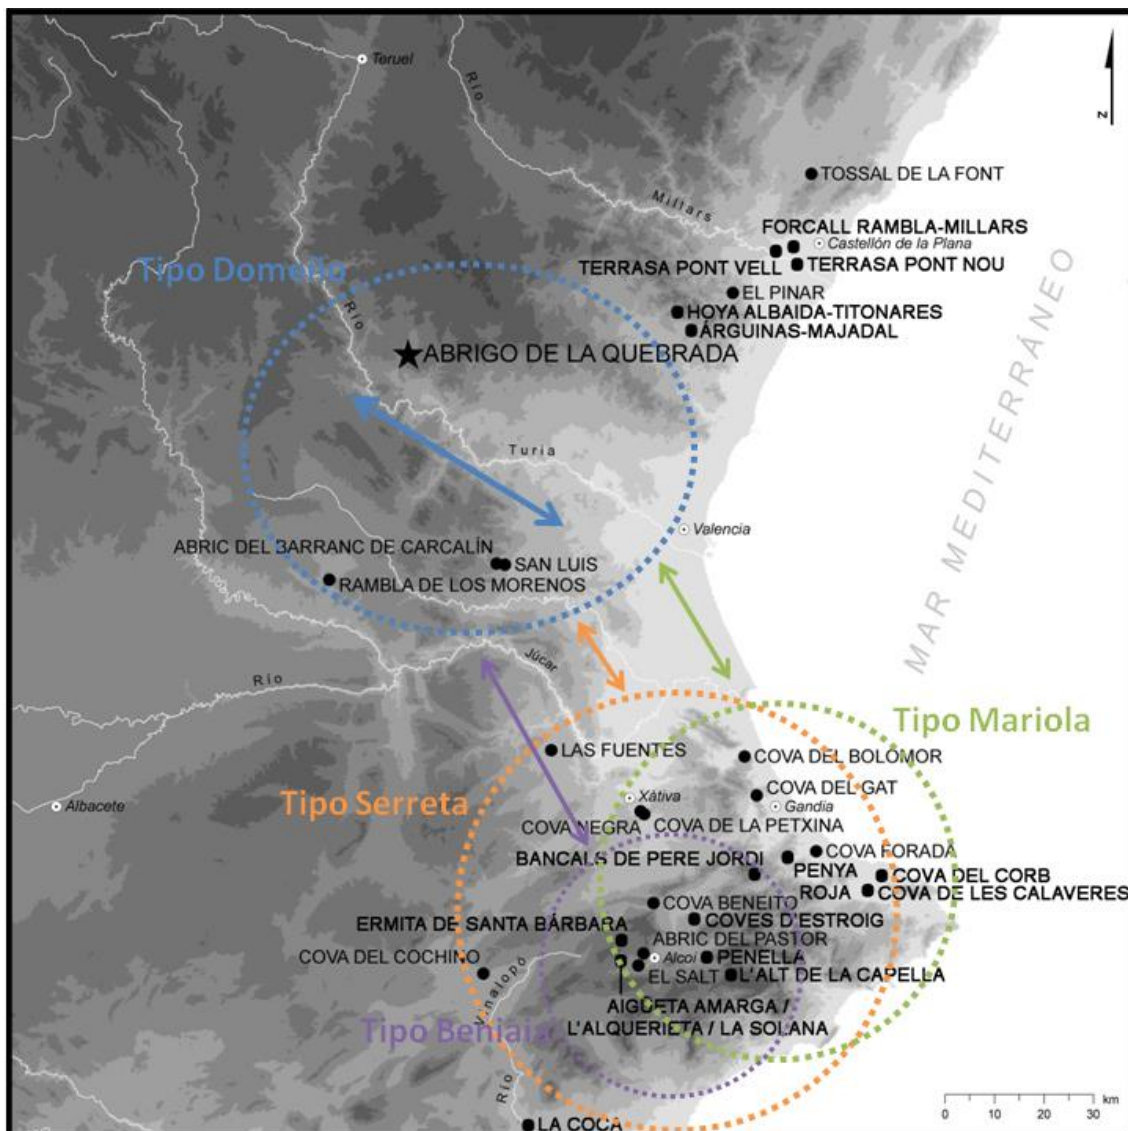 Teruel
Río
Millars
TOSSAL DE LA FONT
FORCALL RAMBLA-MILLARS
Castellón de la Plana
TERRASA PONT VELL
TERRASA PONT NOU
Tipo Domeño
EL PINAR
HOYA ALBAIDA-TITONARES
ÁRGUINAS-MAJADAL
Río
ABRIGO DE LA QUEBRADA
MAR MEDITERRÁNEO
Turia
Valencia
ABRIC DEL BARRANC DE CARCALÍN
SAN LUIS
RAMBLA DE LOS MORENOS
Río
Júcar
Tipo Mariola
LAS FUENTES
COVA DEL BOLOMOR
Albacete
Tipo Serreta
Xátiva
COVA DEL GAT
Gandia
COVA NEGRA
COVA DE LA PETXINA
BANCALS DE PERE JORDI
COVA FORADA
PENYA
ROJA
COVA DEL CORB
COVA DE LES CALAVERES
COVA BENEITO
ERMITA DE SANTA BÁRBARA
COVES D'ESTROIG
ABRIC DEL PASTOR
COVA DEL COCHINO
Alcoi
PENELLA
EL SALT
L'ALT DE LA CAPELLA
Vinalopó
AIGÜETA AMARGA /
L'ALQUERIETA / LA SOLANA
Tipo Beniaia
Río
LA COCA
N
km
0 10 20 30